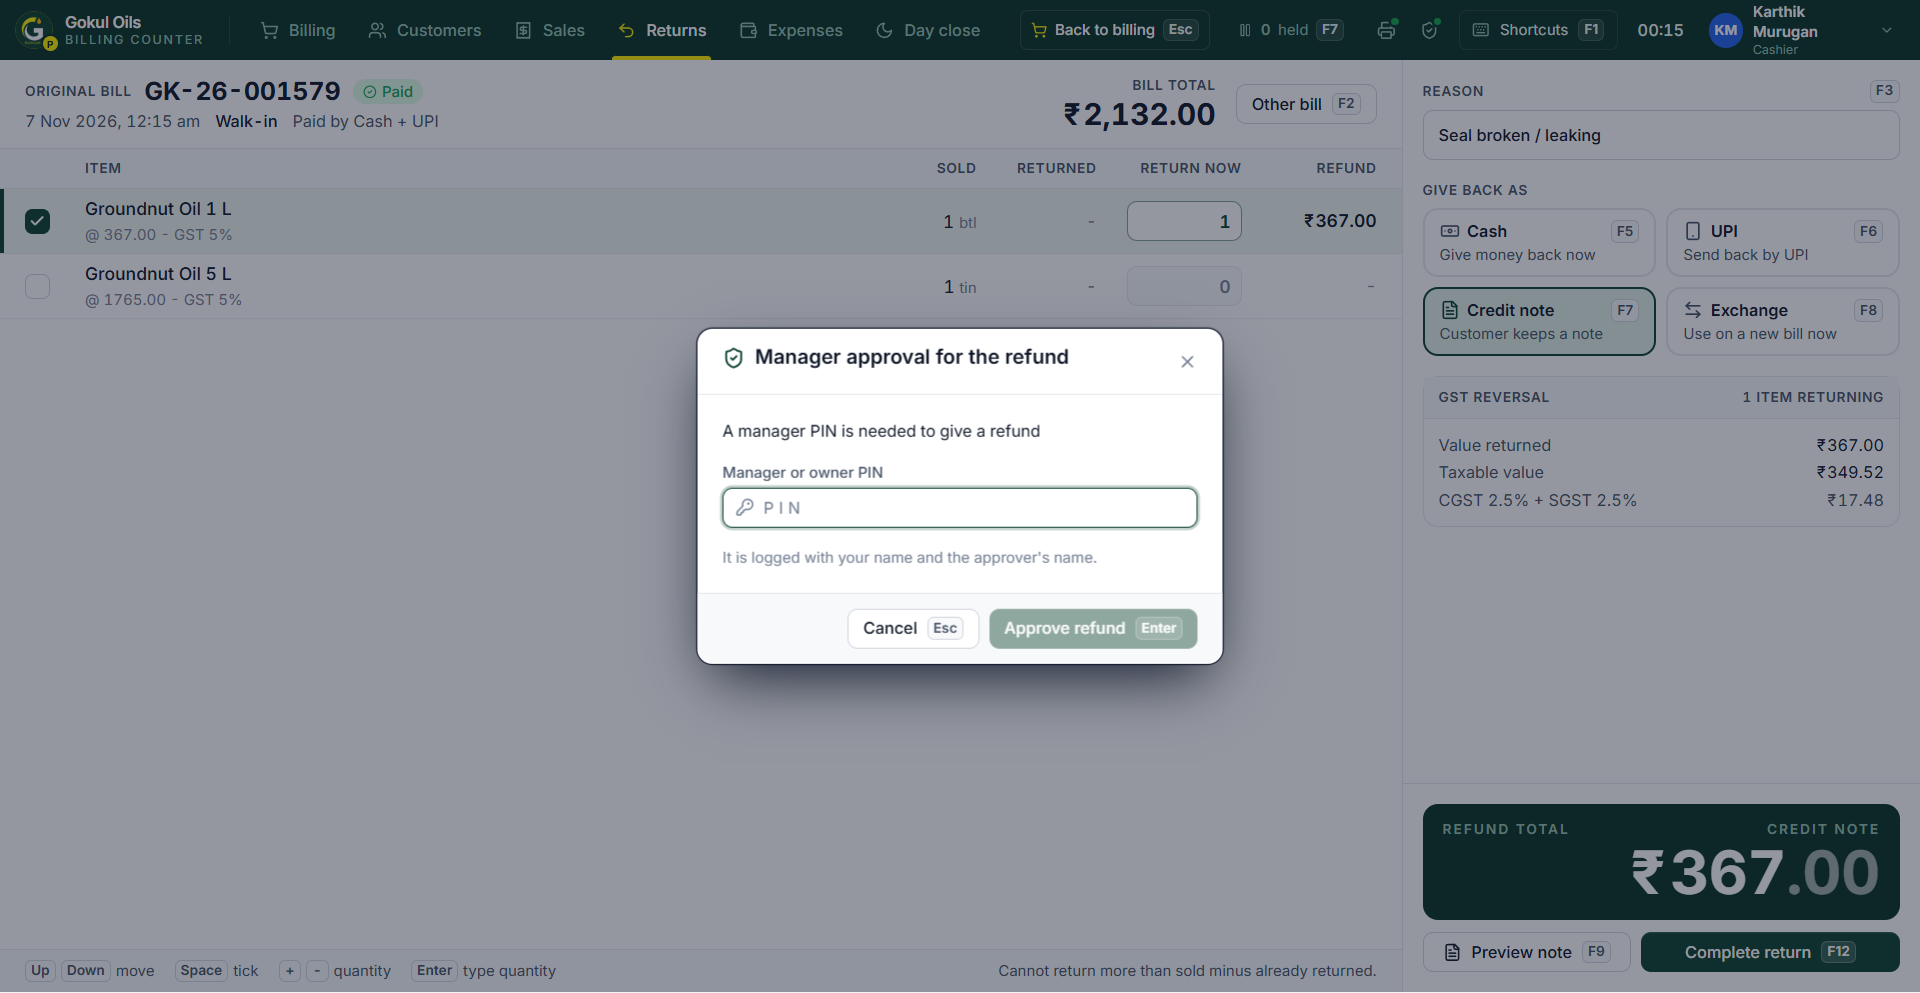 Gokul Oils
BILLING COUNTER
Billing
Customers
Sales
Returns
Expenses
Day close
Back to billing Esc
0 held F7
Shortcuts F1
00:15
KM
Karthik Murugan
Cashier
ORIGINAL BILL GK-26-001579 Paid
7 Nov 2026, 12:15 am Walk-in Paid by Cash + UPI
BILL TOTAL
₹2,132.00
Other bill F2
ITEM SOLD RETURNED RETURN NOW REFUND
Groundnut Oil 1 L
@ 367.00 - GST 5%
1 btl - 1 ₹367.00
Groundnut Oil 5 L
@ 1765.00 - GST 5%
1 tin - 0 -
Manager approval for the refund
A manager PIN is needed to give a refund
Manager or owner PIN
PIN
It is logged with your name and the approver's name.
Cancel Esc
Approve refund Enter
REASON F3
Seal broken / leaking
GIVE BACK AS
Cash F5
Give money back now
UPI F6
Send back by UPI
Credit note F7
Customer keeps a note
Exchange F8
Use on a new bill now
GST REVERSAL 1 ITEM RETURNING
Value returned ₹367.00
Taxable value ₹349.52
CGST 2.5% + SGST 2.5% ₹17.48
REFUND TOTAL CREDIT NOTE
₹367.00
Preview note F9
Complete return F12
Up Down move Space tick + - quantity Enter type quantity
Cannot return more than sold minus already returned.